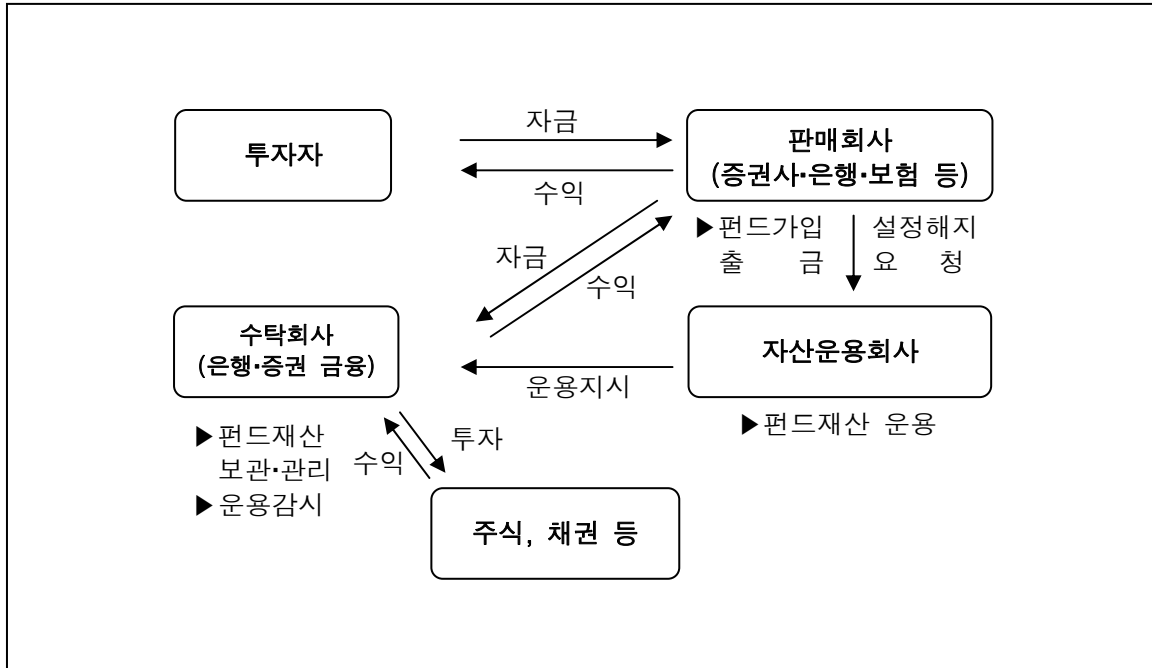 투자자
자금
수익
판매회사
(증권사·은행·보험 등)
▶펀드가입
출 금
설정해지
요 청
자금
수익
수탁회사
(은행·증권 금융)
운용지시
자산운용회사
▶펀드재산 운용
▶펀드재산
보관·관리
▶운용감시
수익
투자
주식, 채권 등